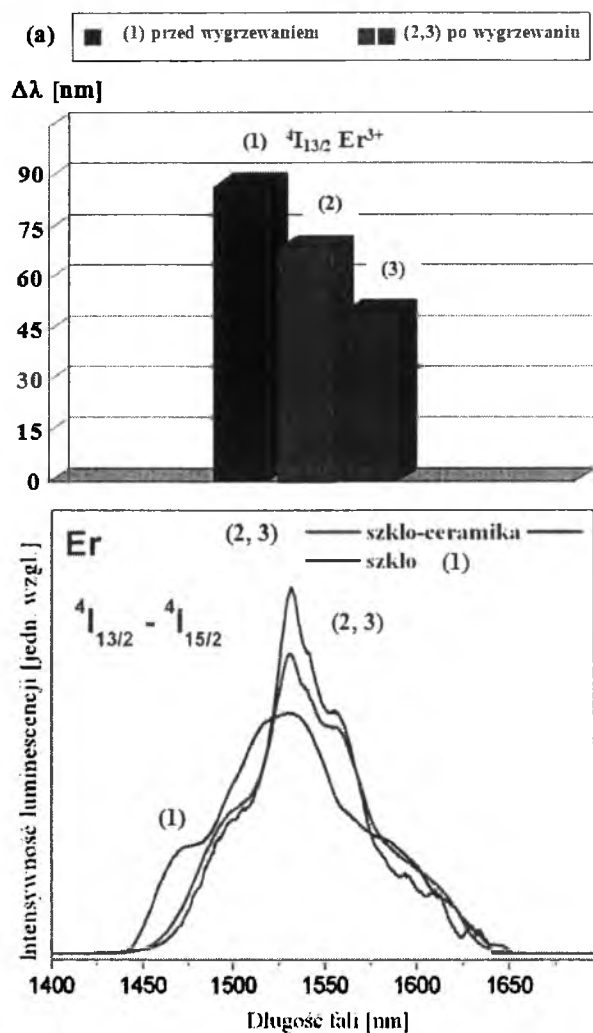 (a) (1) przed wygrzewaniem (2,3) po wygrzewaniu
Δλ [nm]
(1) ⁴I₁₃/₂ Er³⁺
90
(2)
75
(3)
60
45
30
15
0
Er
(2, 3) szkło-ceramika
szkło (1)
⁴I₁₃/₂ - ⁴I₁₅/₂
(2, 3)
(1)
Intensywność luminescencji [jedn. wzgl.]
1400 1450 1500 1550 1600 1650
Długość fali [nm]